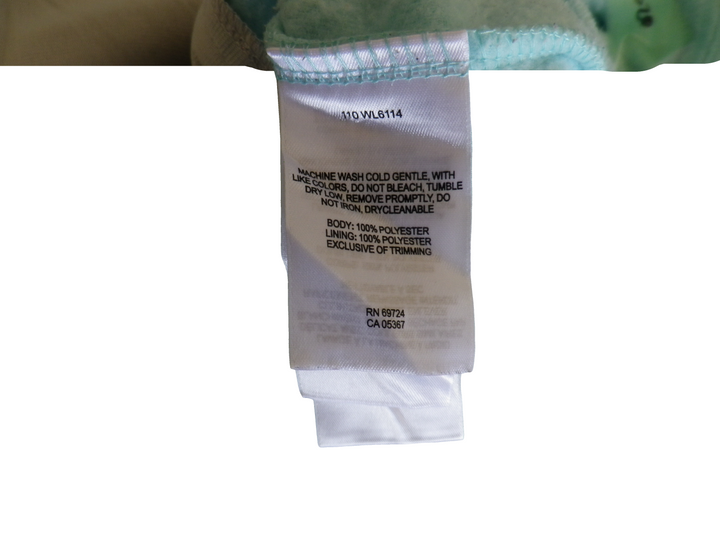 110 WL6114
MACHINE WASH COLD GENTLE, WITH
LIKE COLORS, DO NOT BLEACH, TUMBLE
DRY LOW, REMOVE PROMPTLY, DO
NOT IRON, DRYCLEANABLE
BODY: 100% POLYESTER
LINING: 100% POLYESTER
EXCLUSIVE OF TRIMMING
RN 69724
CA 05367